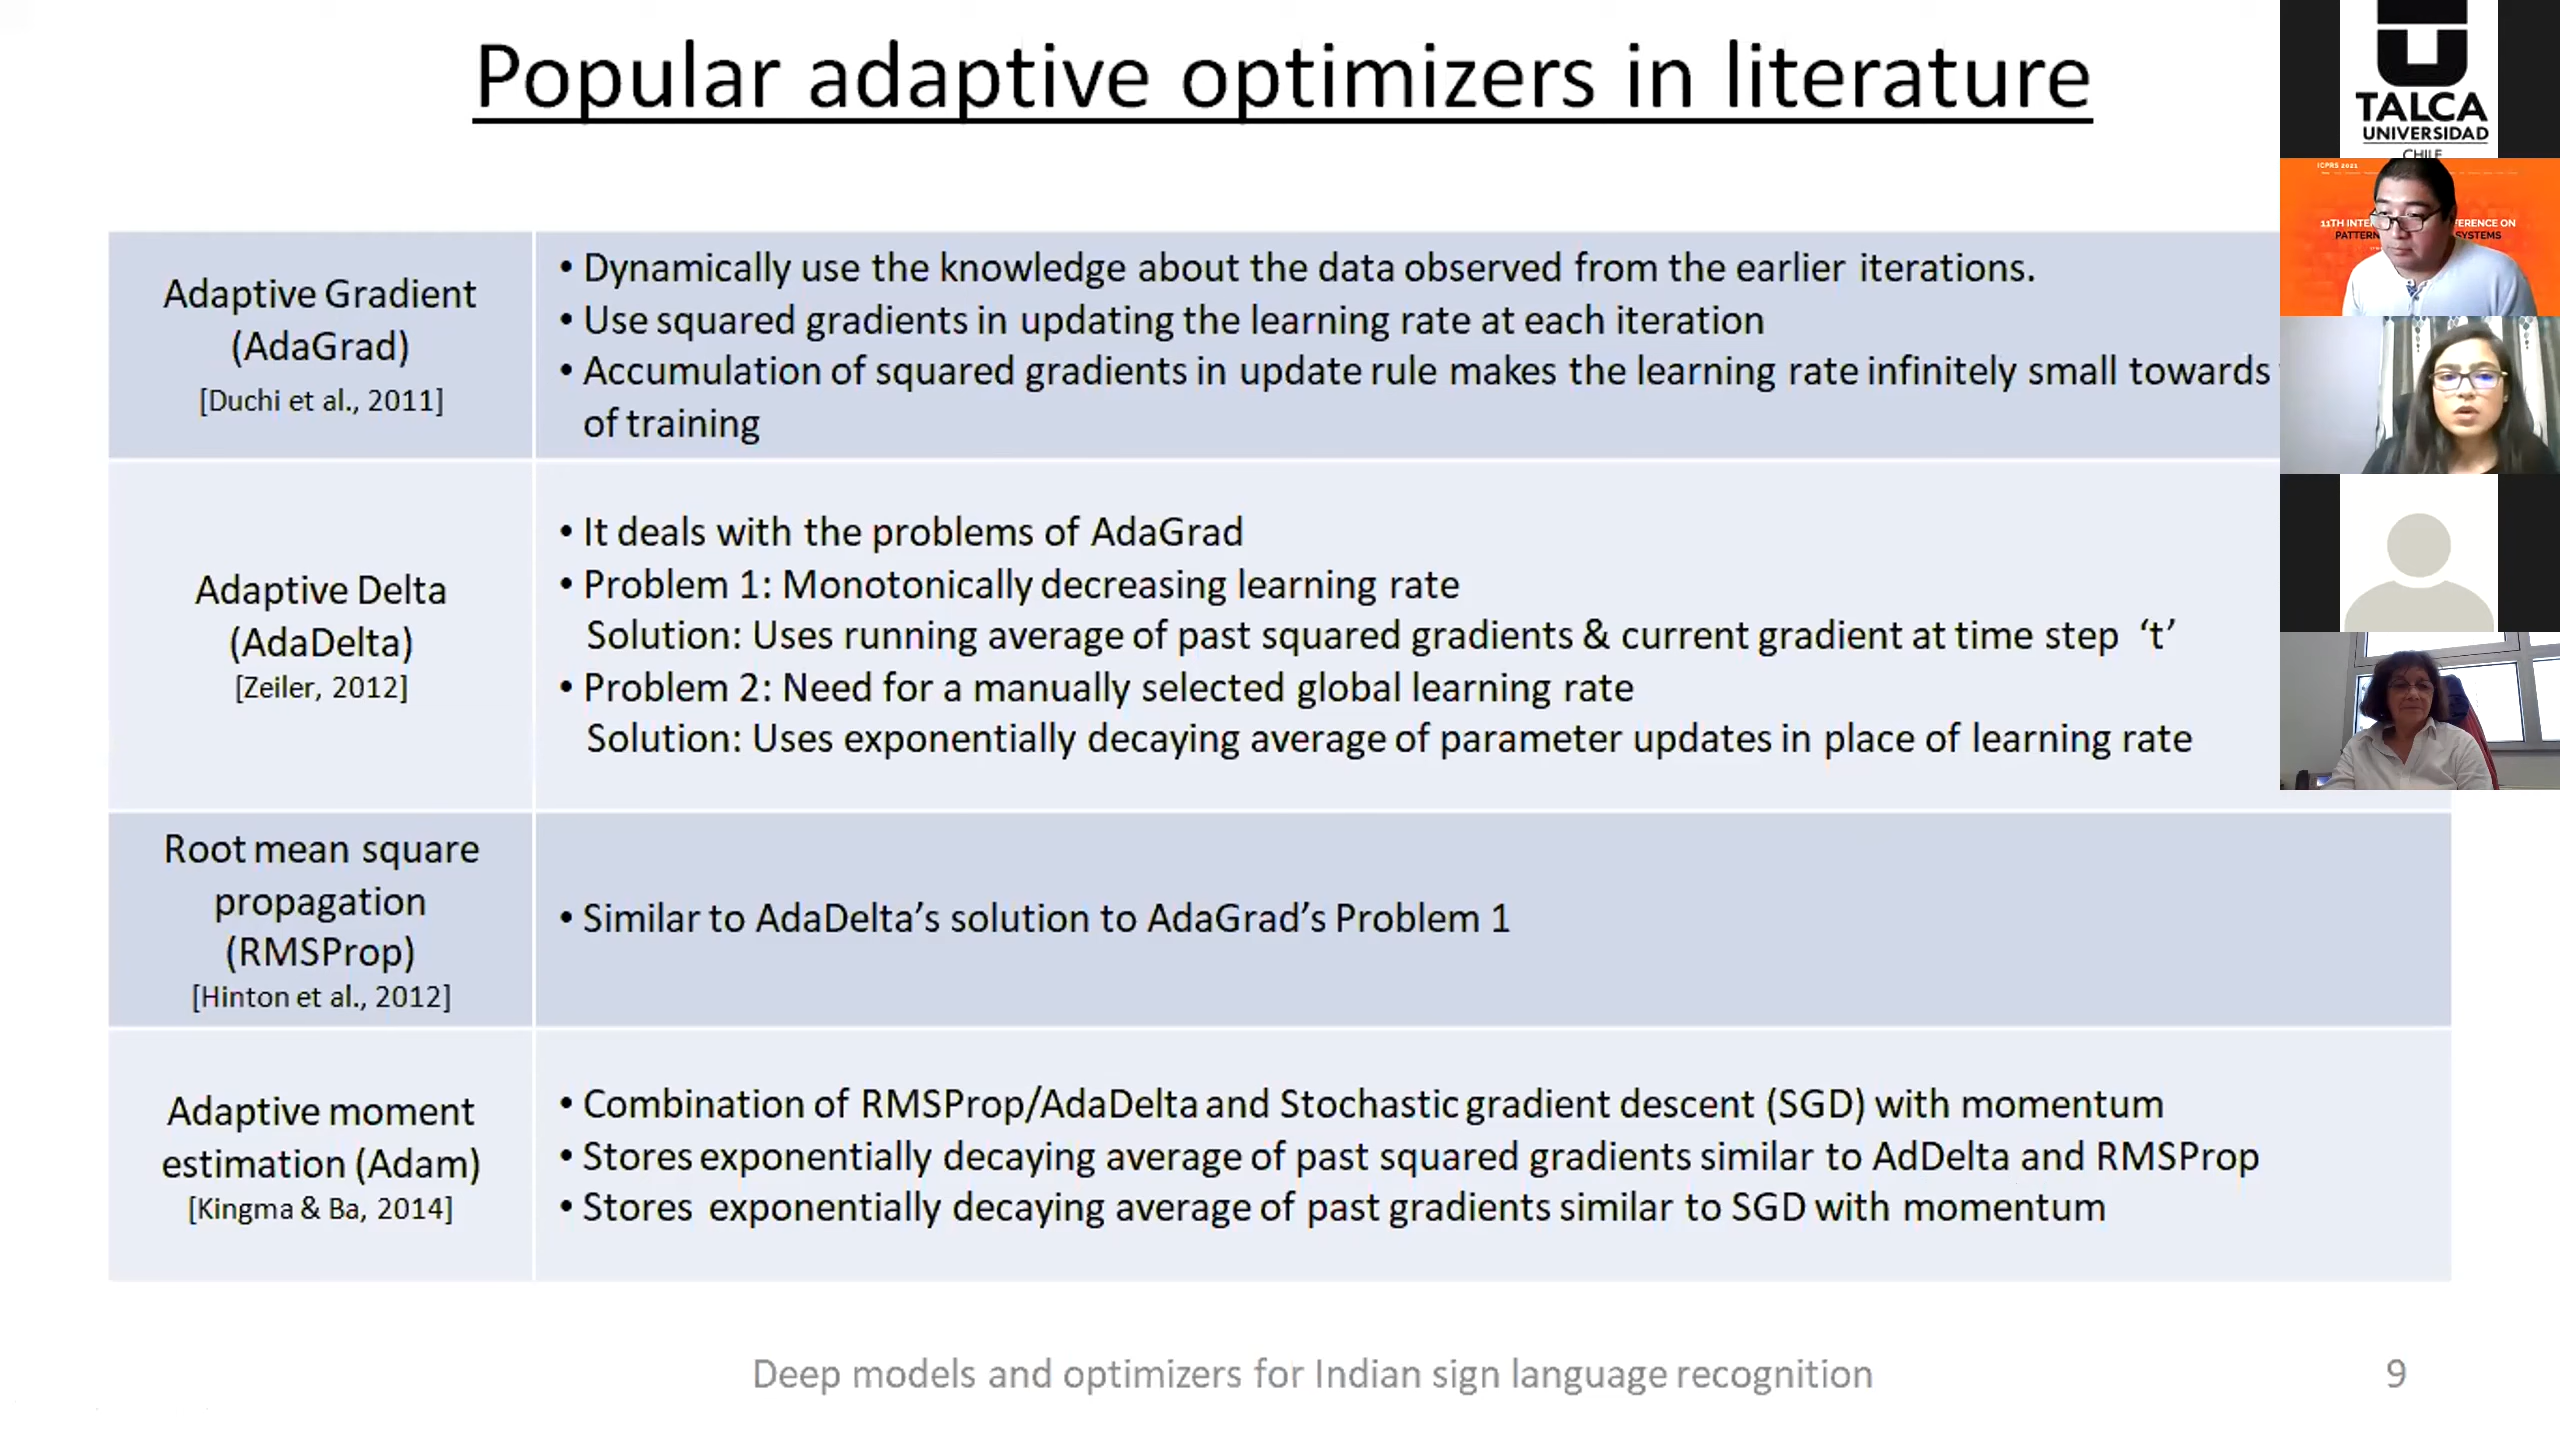 Popular adaptive optimizers in literature
Adaptive Gradient
(AdaGrad)
[Duchi et al., 2011]
• Dynamically use the knowledge about the data observed from the earlier iterations.
• Use squared gradients in updating the learning rate at each iteration
• Accumulation of squared gradients in update rule makes the learning rate infinitely small towards
of training
Adaptive Delta
(AdaDelta)
[Zeiler, 2012]
• It deals with the problems of AdaGrad
• Problem 1: Monotonically decreasing learning rate
Solution: Uses running average of past squared gradients & current gradient at time step ‘t’
• Problem 2: Need for a manually selected global learning rate
Solution: Uses exponentially decaying average of parameter updates in place of learning rate
Root mean square
propagation
(RMSProp)
[Hinton et al., 2012]
• Similar to AdaDelta’s solution to AdaGrad’s Problem 1
Adaptive moment
estimation (Adam)
[Kingma & Ba, 2014]
• Combination of RMSProp/AdaDelta and Stochastic gradient descent (SGD) with momentum
• Stores exponentially decaying average of past squared gradients similar to AdDelta and RMSProp
• Stores exponentially decaying average of past gradients similar to SGD with momentum
Deep models and optimizers for Indian sign language recognition
9
TALCA
UNIVERSIDAD
CHILE
ICPRS 2021
11TH INTE FERENCE ON
PATTERN SYSTEMS